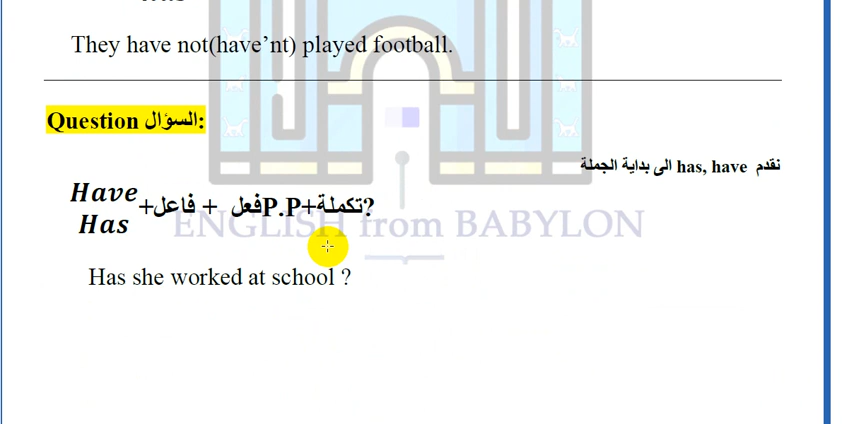 They have not(have’nt) played football.
Question السؤال:
نقدم has, have الى بداية الجملة
Have
Has +فاعل + فعلP.P+تكملة?
ENGLISH from BABYLON
Has she worked at school ?